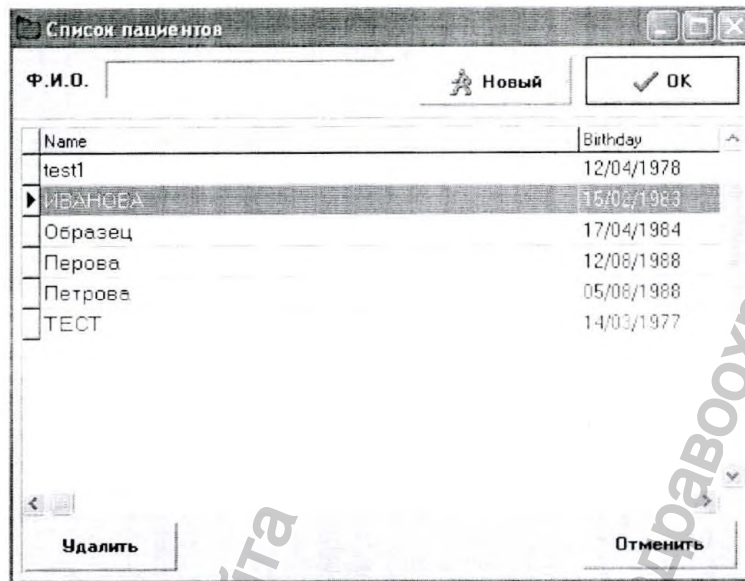 Список пациентов
Ф.И.О. Новый OK
Name Birthday
test1 12/04/1978
ИВАНОВА 15/02/1983
Образец 17/04/1984
Перова 12/08/1988
Петрова 05/08/1988
ТЕСТ 14/03/1977
Удалить Отменить